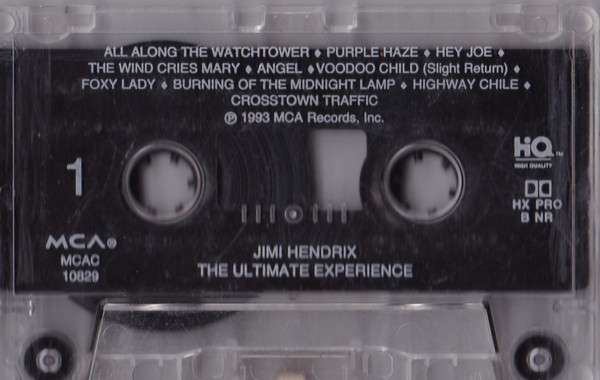 ALL ALONG THE WATCHTOWER ♦ PURPLE HAZE ♦ HEY JOE ♦
THE WIND CRIES MARY ♦ ANGEL ♦ VOODOO CHILD (Slight Return) ♦
FOXY LADY ♦ BURNING OF THE MIDNIGHT LAMP ♦ HIGHWAY CHILE ♦
CROSSTOWN TRAFFIC
℗ 1993 MCA Records, Inc.
1
HiQ™
HIGH QUALITY
HX PRO
B NR
MCA®
MCAC
10829
JIMI HENDRIX
THE ULTIMATE EXPERIENCE